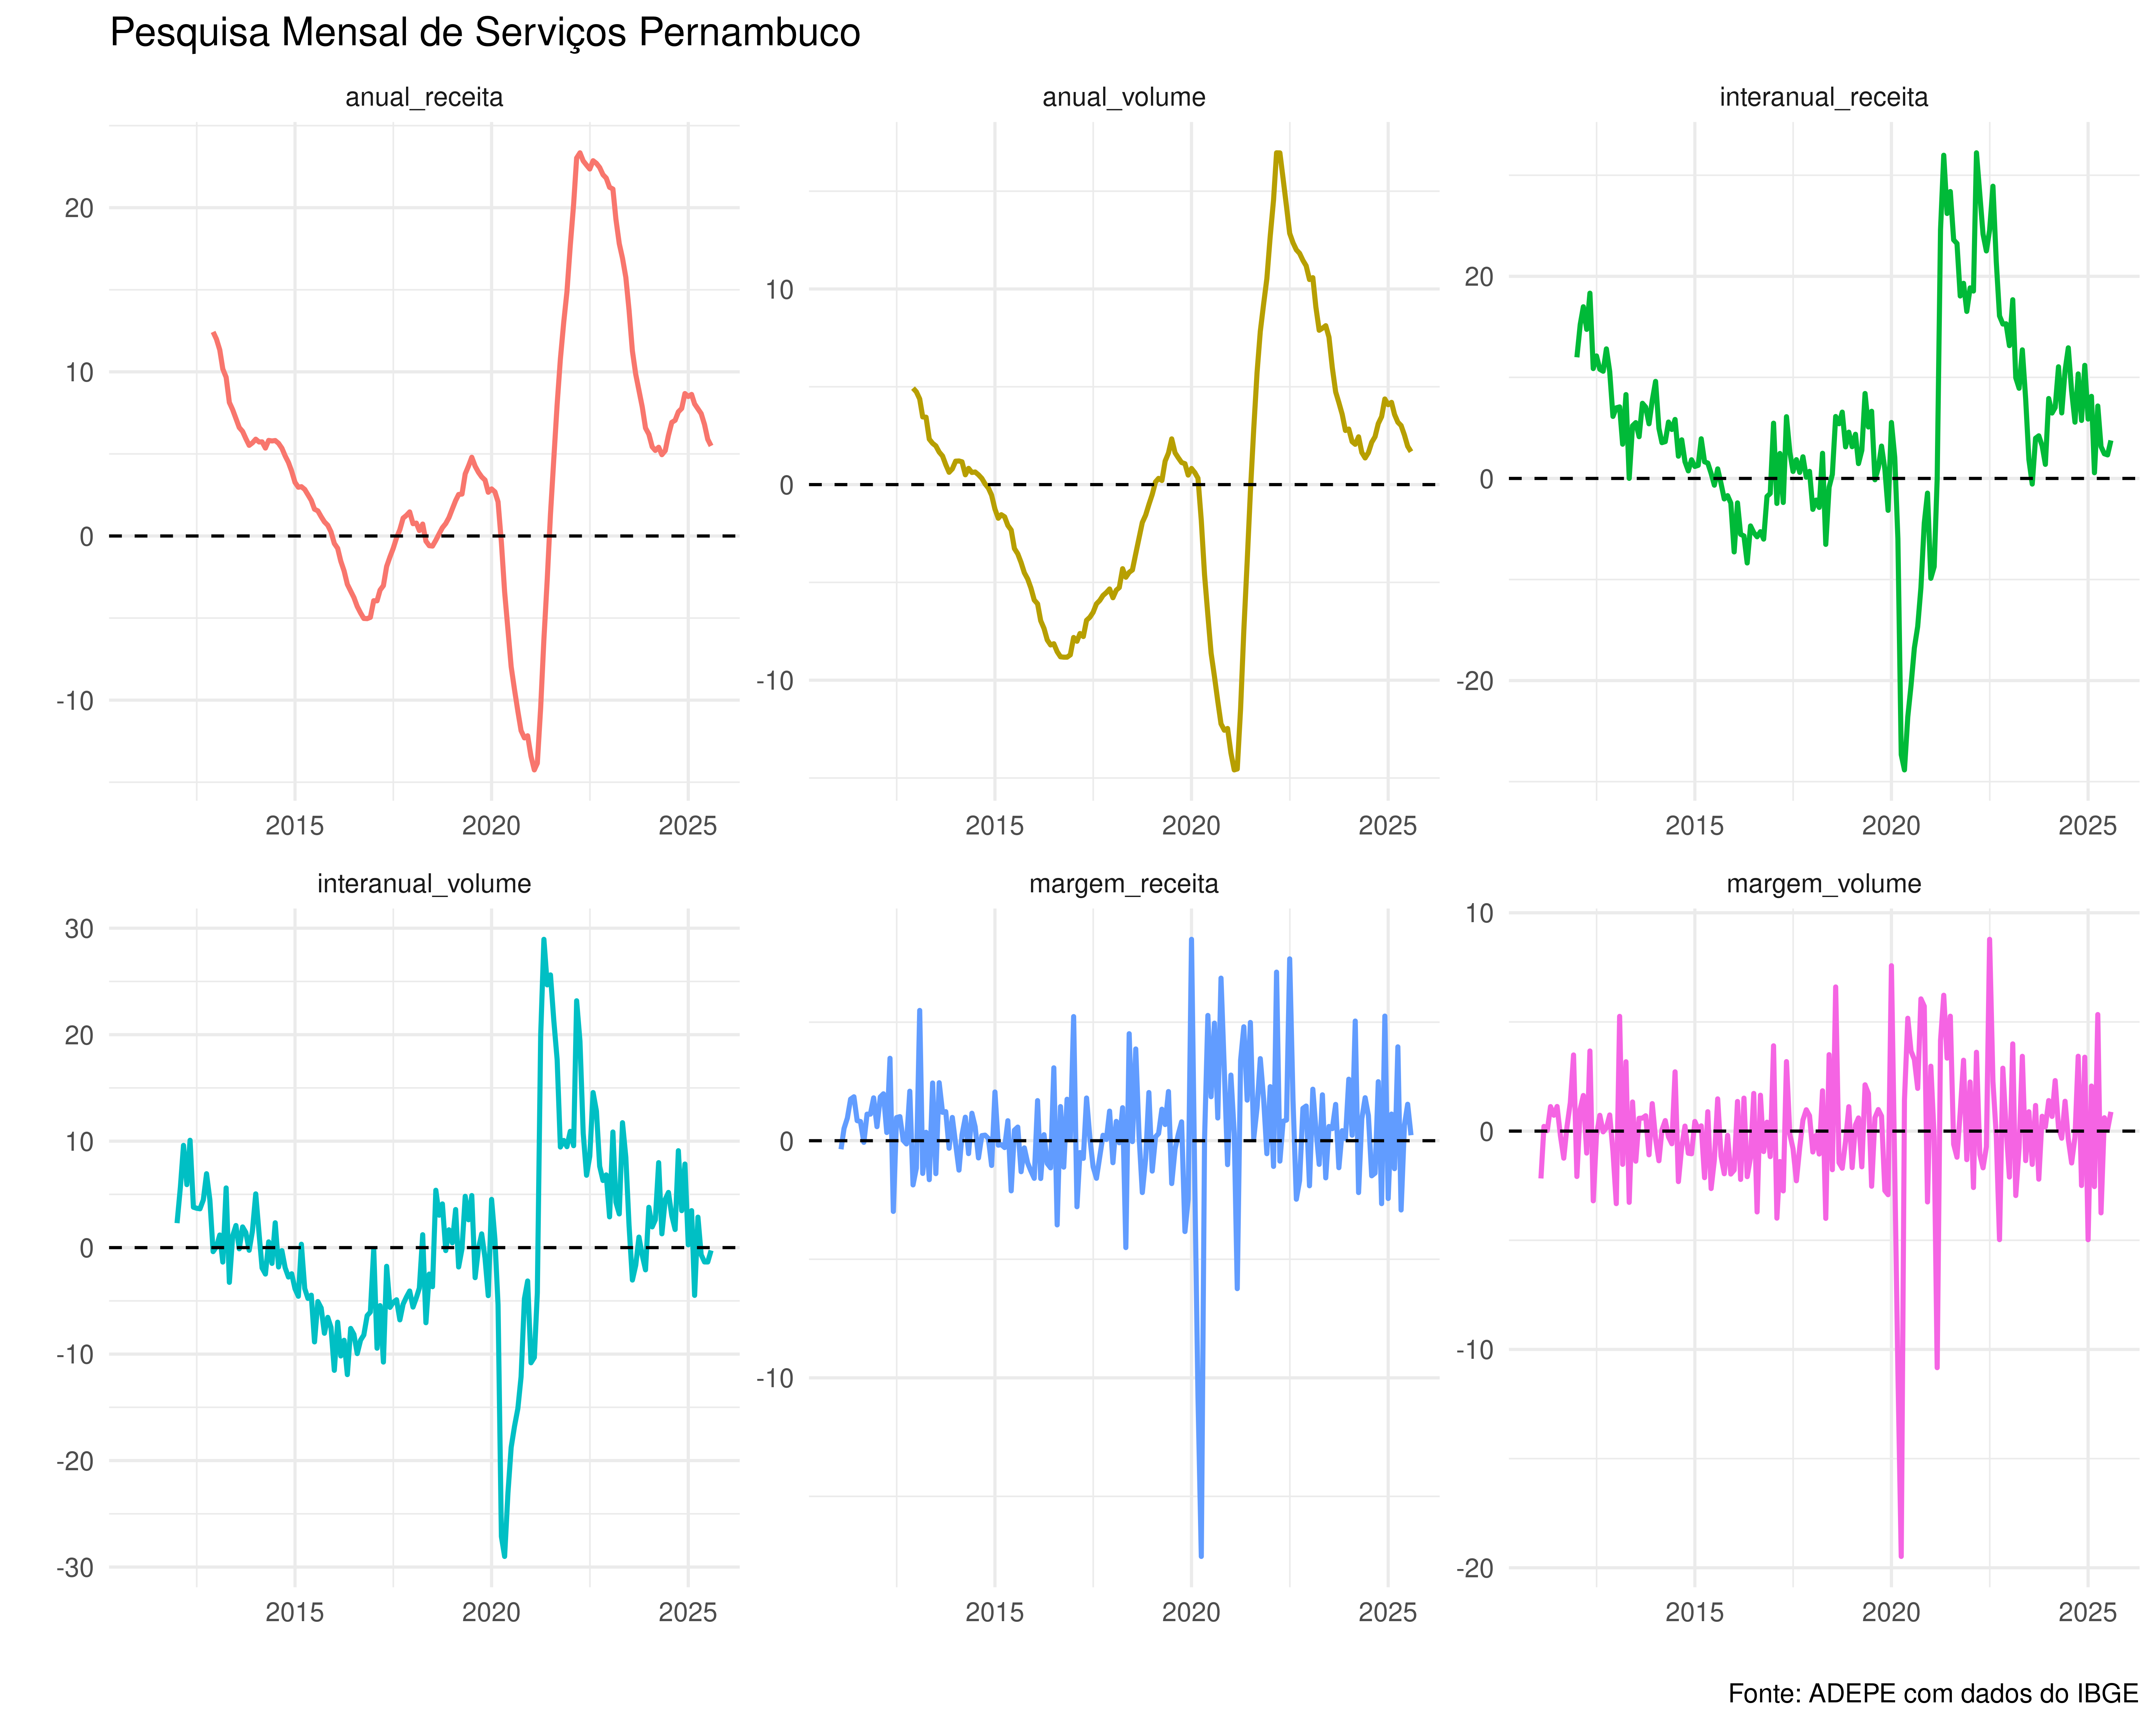 Pesquisa Mensal de Serviços Pernambuco
anual_receita
anual_volume
interanual_receita
20
10
0
-10
10
0
-10
20
0
-20
2015 2020 2025
2015 2020 2025
2015 2020 2025
interanual_volume
margem_receita
margem_volume
30
20
10
0
-10
-20
-30
0
-10
10
0
-10
-20
2015 2020 2025
2015 2020 2025
2015 2020 2025
Fonte: ADEPE com dados do IBGE